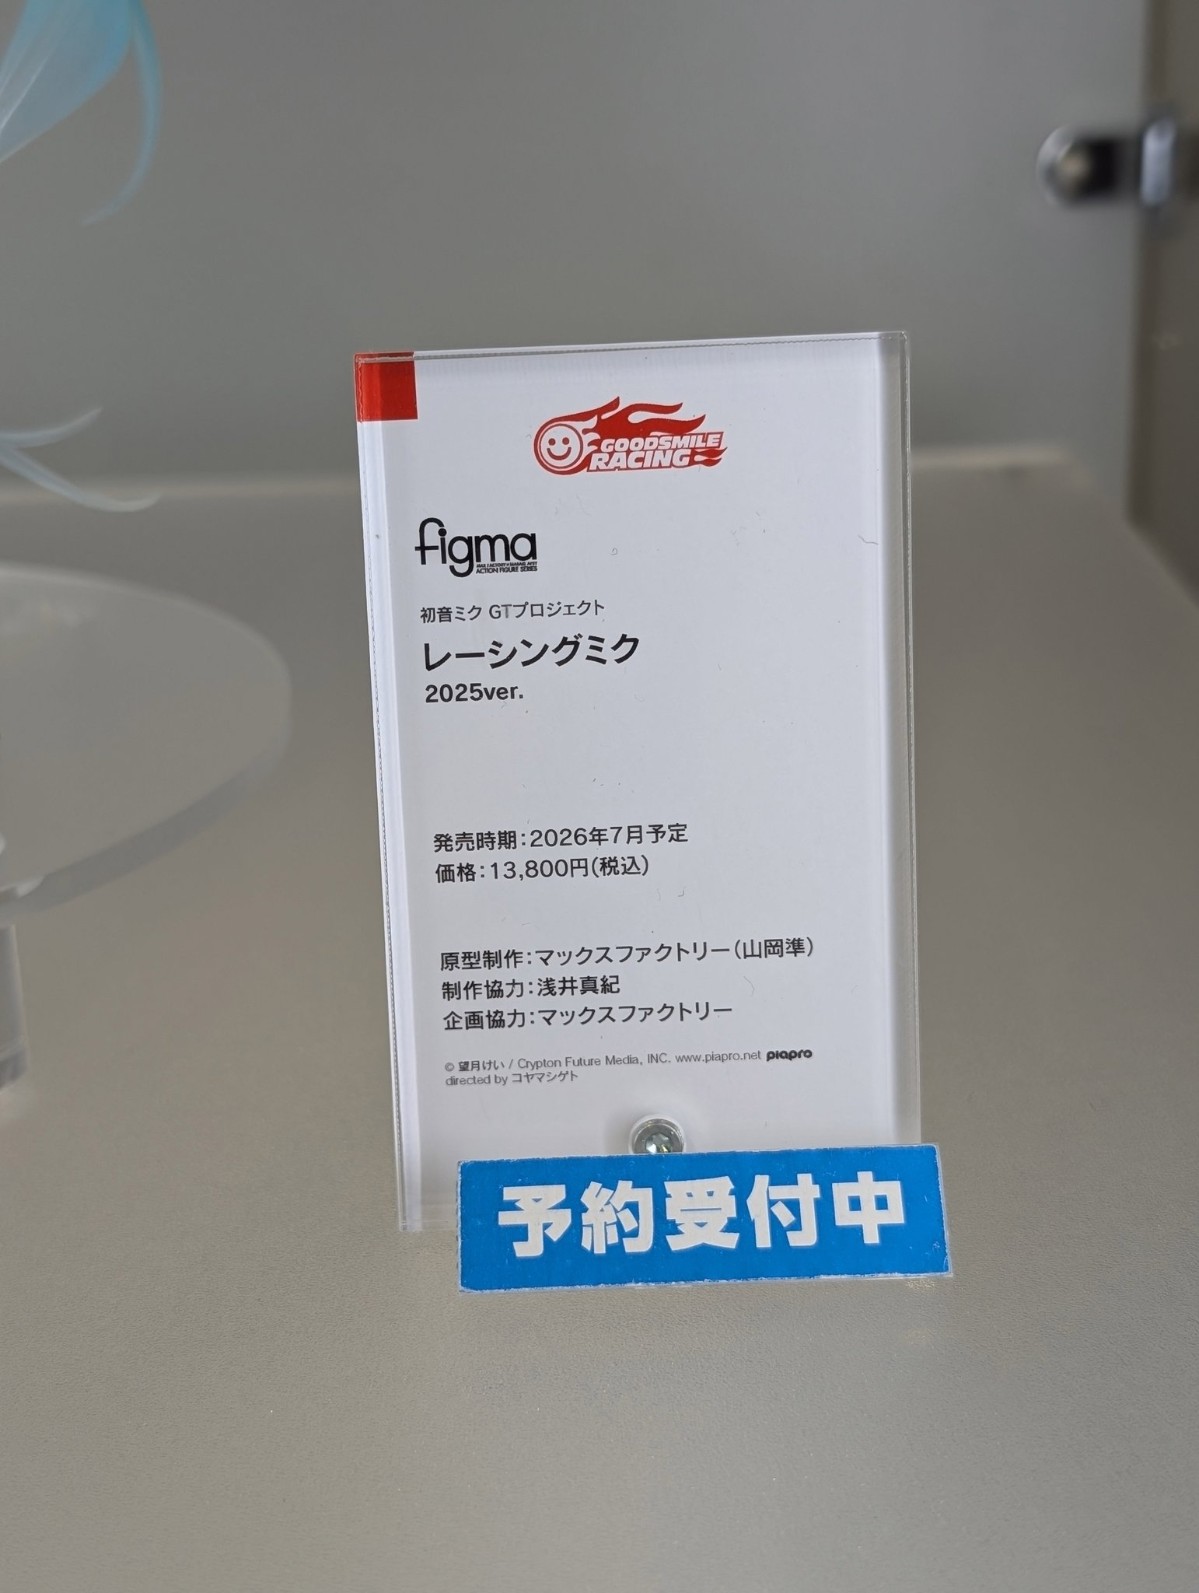 GOODSMILE
RACING
figma
ACTION FIGURE SERIES
初音ミク GTプロジェクト
レーシングミク
2025ver.
発売時期：2026年7月予定
価格：13,800円(税込)
原型制作：マックスファクトリー(山岡準)
制作協力：浅井真紀
企画協力：マックスファクトリー
© 望月けい / Crypton Future Media, INC. www.piapro.net piapro
directed by コヤマシゲト
予約受付中